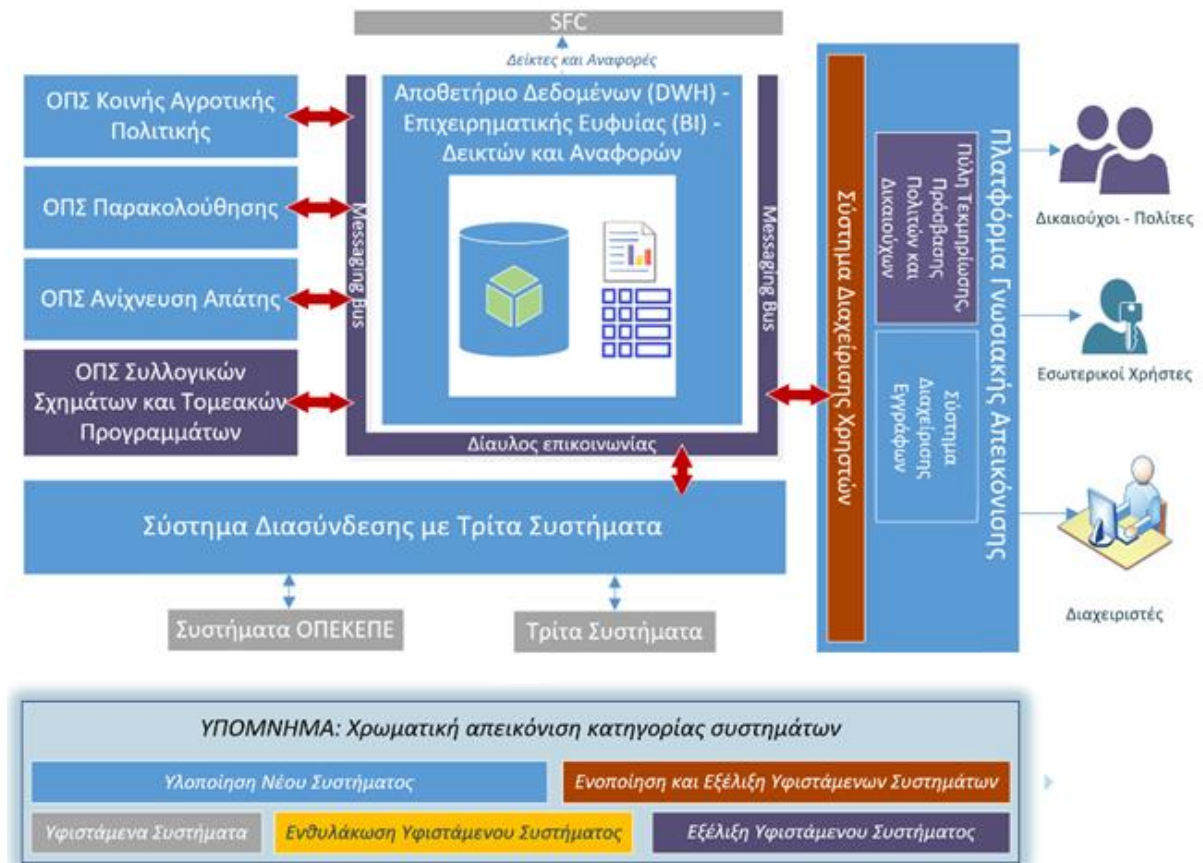 SFC
Δείκτες και Αναφορές
ΟΠΣ Κοινής Αγροτικής
Πολιτικής
ΟΠΣ Παρακολούθησης
ΟΠΣ Ανίχνευση Απάτης
ΟΠΣ Συλλογικών
Σχημάτων και Τομεακών
Προγραμμάτων
Messaging Bus
Αποθετήριο Δεδομένων (DWH) -
Επιχειρηματικής Ευφυίας (BI) -
Δεικτών και Αναφορών
Messaging Bus
Δίαυλος επικοινωνίας
Σύστημα Διασύνδεσης με Τρίτα Συστήματα
Συστήματα ΟΠΕΚΕΠΕ
Τρίτα Συστήματα
Σύστημα Διαχείρισης Χρηστών
Πύλη Τεκμηρίωσης,
Πρόσβασης
Πολιτών και
Δικαιούχων
Σύστημα
Διαχείρισης
Εγγράφων
Πλατφόρμα Γνωσιακής Απεικόνισης
Δικαιούχοι - Πολίτες
Εσωτερικοί Χρήστες
Διαχειριστές
ΥΠΟΜΝΗΜΑ: Χρωματική απεικόνιση κατηγορίας συστημάτων
Υλοποίηση Νέου Συστήματος
Ενοποίηση και Εξέλιξη Υφιστάμενων Συστημάτων
Υφιστάμενα Συστήματα
Ενθυλάκωση Υφιστάμενου Συστήματος
Εξέλιξη Υφιστάμενου Συστήματος